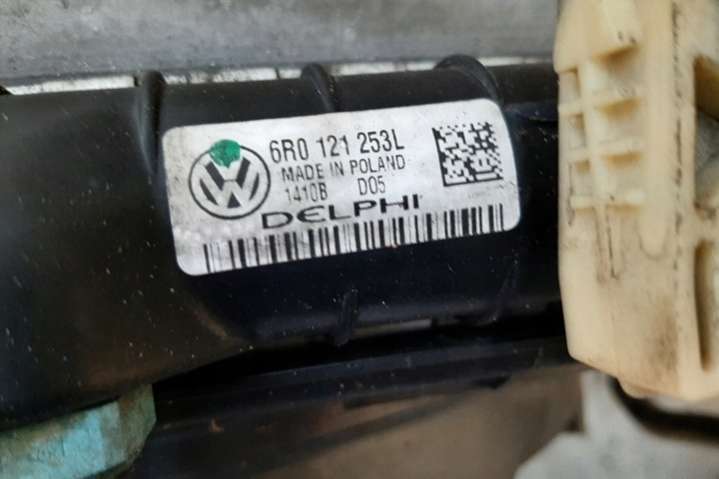 6R0 121 253L
MADE IN POLAND
1410B D05
DELPHI